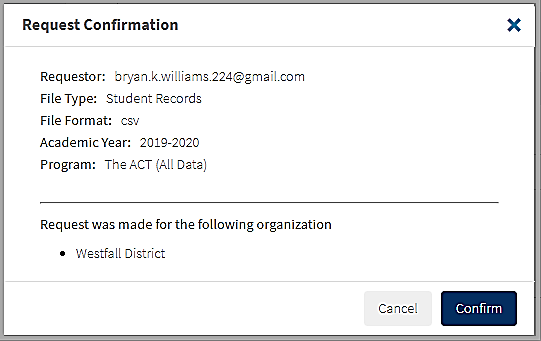 Request Confirmation
Requestor: bryan.k.williams.224@gmail.com
File Type: Student Records
File Format: csv
Academic Year: 2019-2020
Program: The ACT (All Data)
Request was made for the following organization
• Westfall District
Cancel
Confirm